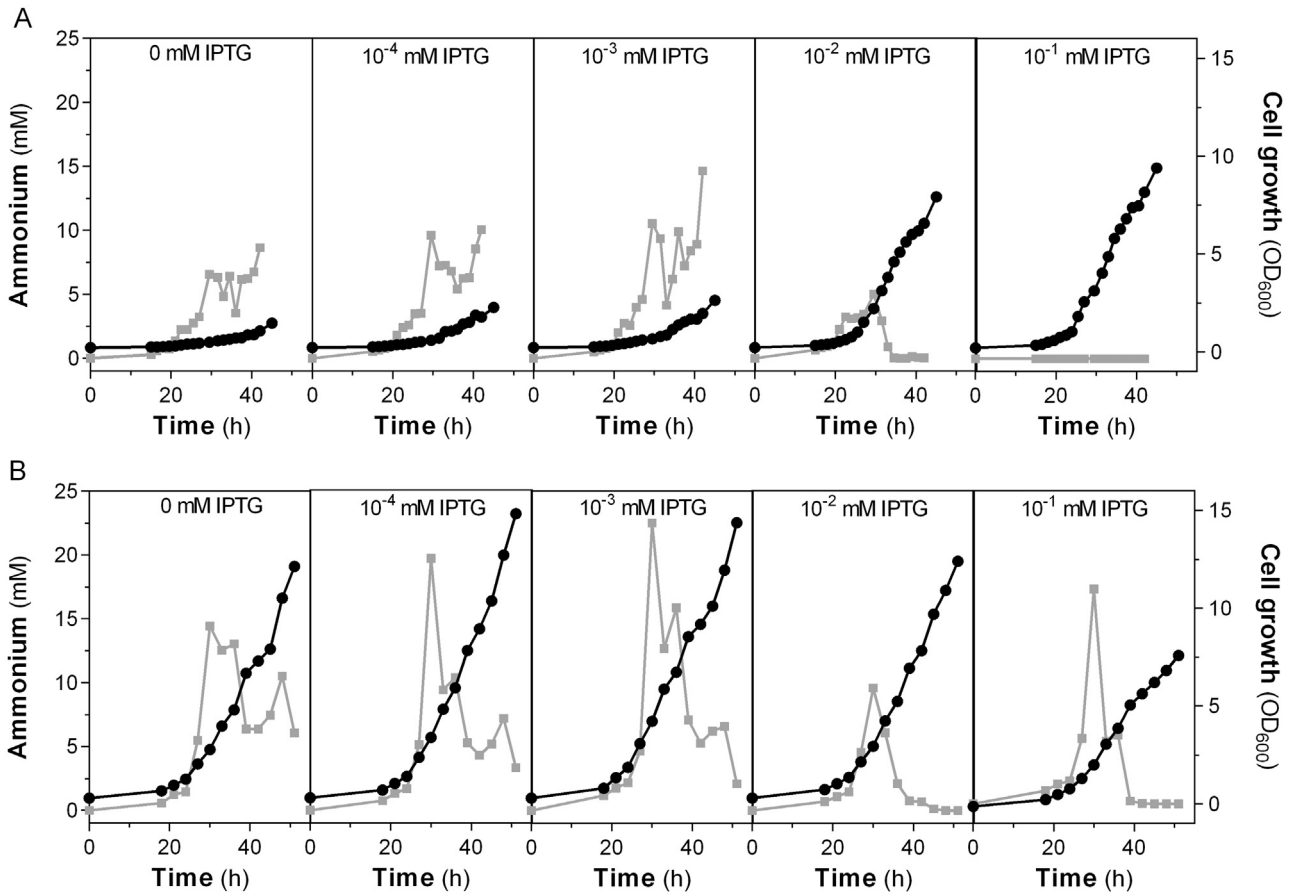 A
0 mM IPTG
10⁻⁴ mM IPTG
10⁻³ mM IPTG
10⁻² mM IPTG
10⁻¹ mM IPTG
25
20
15
10
5
0
Ammonium (mM)
15
10
5
0
Cell growth (OD₆₀₀)
0 20 40
0 20 40
0 20 40
0 20 40
0 20 40
Time (h)
Time (h)
Time (h)
Time (h)
Time (h)
B
0 mM IPTG
10⁻⁴ mM IPTG
10⁻³ mM IPTG
10⁻² mM IPTG
10⁻¹ mM IPTG
25
20
15
10
5
0
Ammonium (mM)
15
10
5
0
Cell growth (OD₆₀₀)
0 20 40 60
0 20 40 60
0 20 40 60
0 20 40 60
0 20 40
Time (h)
Time (h)
Time (h)
Time (h)
Time (h)